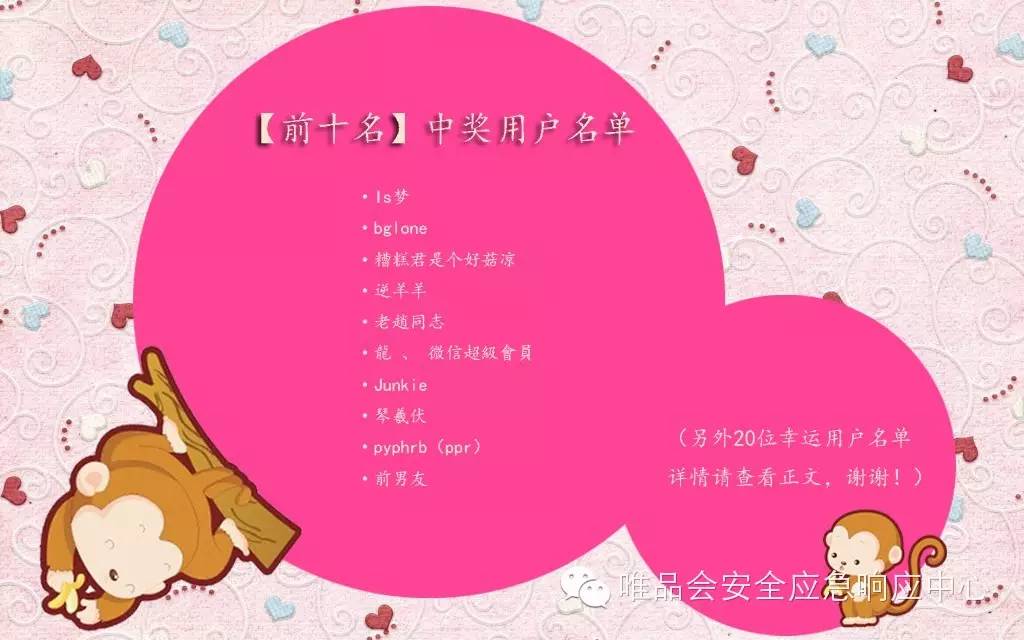 【前十名】中奖用户名单
· Is梦
· bglone
· 糟糕君是个好菇凉
· 逆羊羊
· 老趙同志
· 龍 、 微信超級會員
· Junkie
· 琴羲伏
· pyphrb（ppr）
· 前男友
（另外20位幸运用户名单
详情请查看正文，谢谢！）
唯品会安全应急响应中心